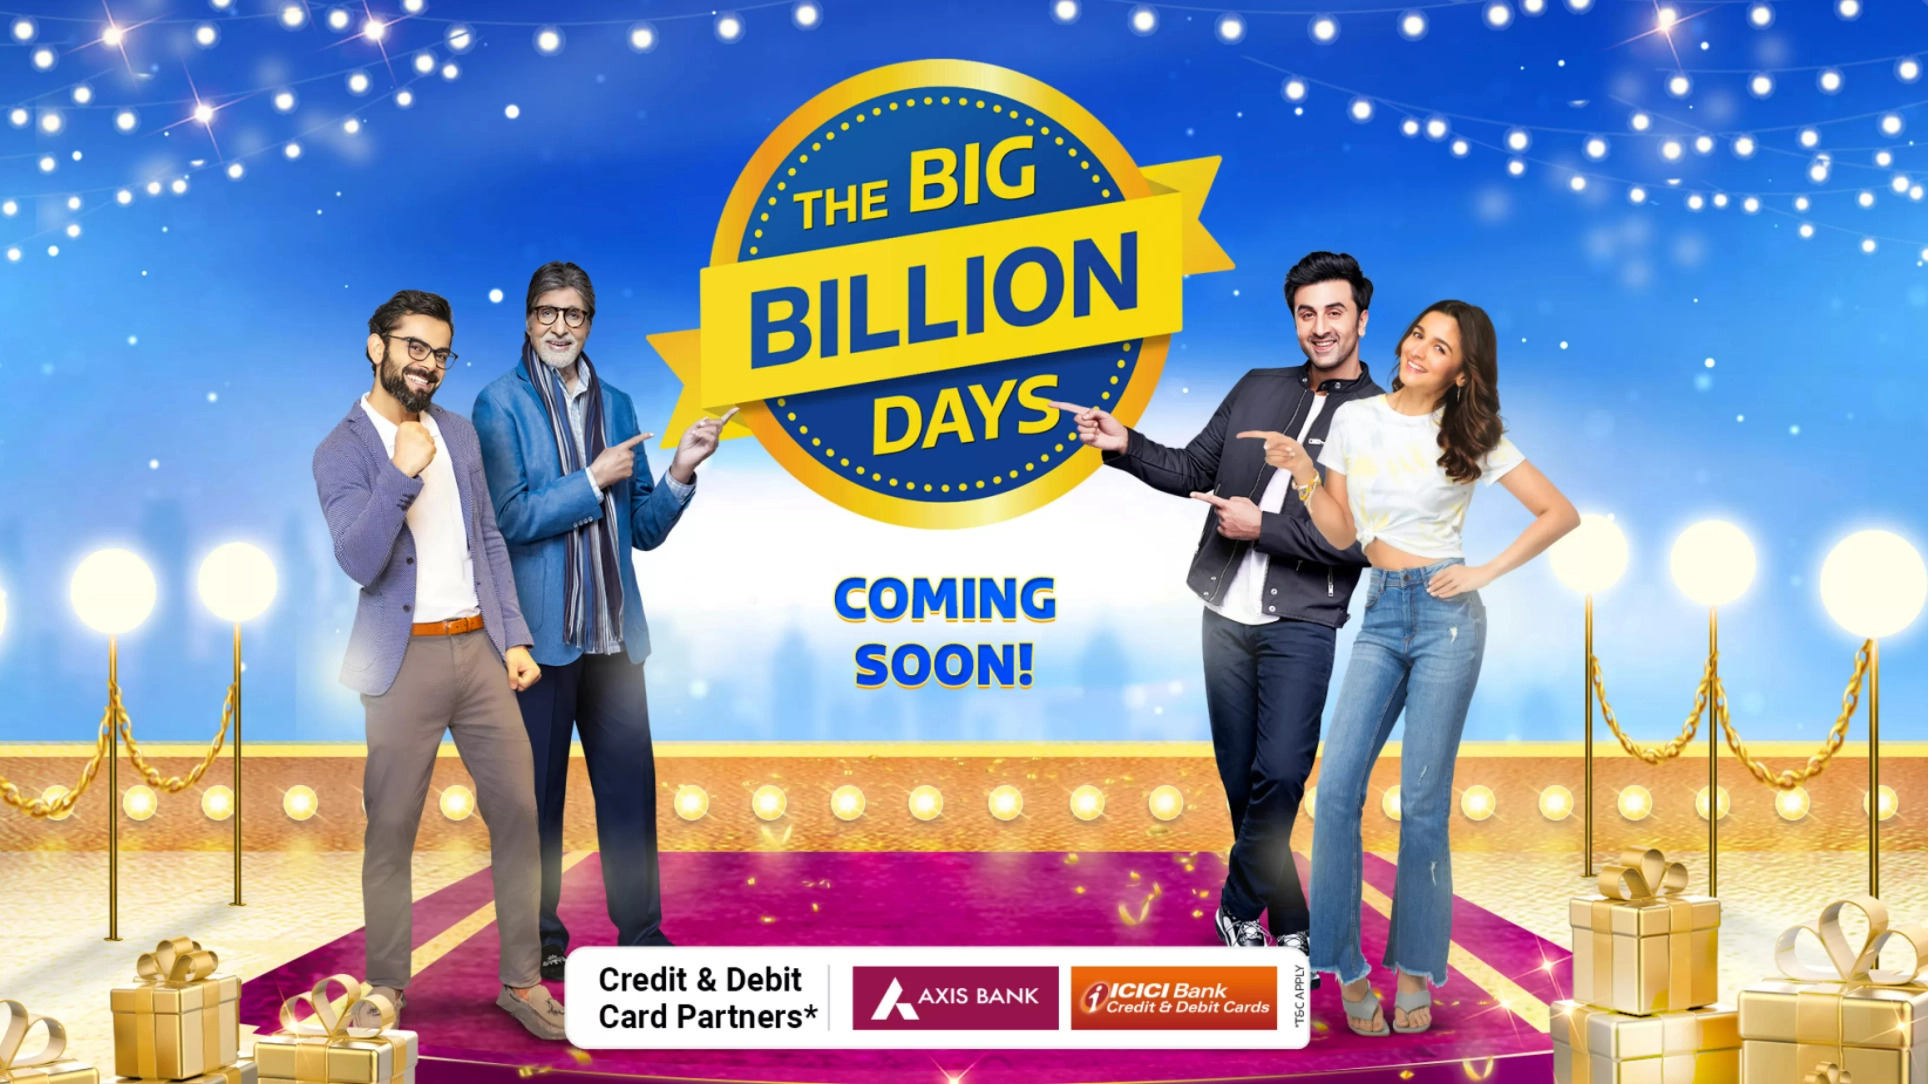 THE BIG
BILLION
DAYS
COMING
SOON!
Credit & Debit
Card Partners*
AXIS BANK
ICICI Bank
Credit & Debit Cards
*T&C APPLY